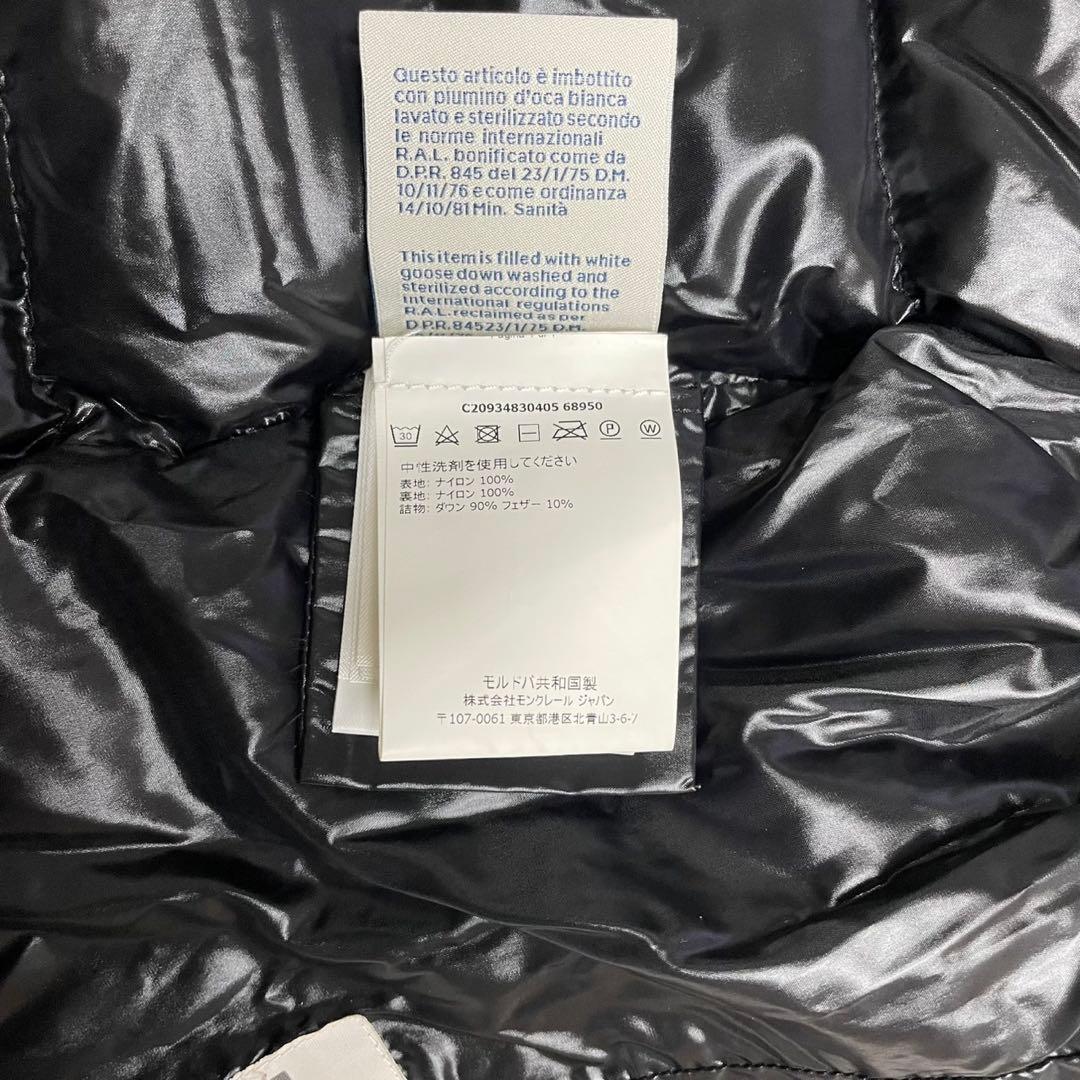 Questo articolo è imbottito
con piumino d'oca bianca
lavato e sterilizzato secondo
le norme internazionali
R.A.L. bonificato come da
D.P.R. 845 del 23/1/75 D.M.
10/11/76 e come ordinanza
14/10/81 Min. Sanità
This item is filled with white
goose down washed and
sterilized according to the
international regulations
R.A.L. reclaimed as per
D.P.R. 845 23/1/75 D.M.
Pagina
C20934830405 68950
30
P
W
中性洗剤を使用してください
表地: ナイロン 100%
裏地: ナイロン 100%
詰物: ダウン 90% フェザー 10%
モルドバ共和国製
株式会社モンクレール ジャパン
〒107-0061 東京都港区北青山3-6-7